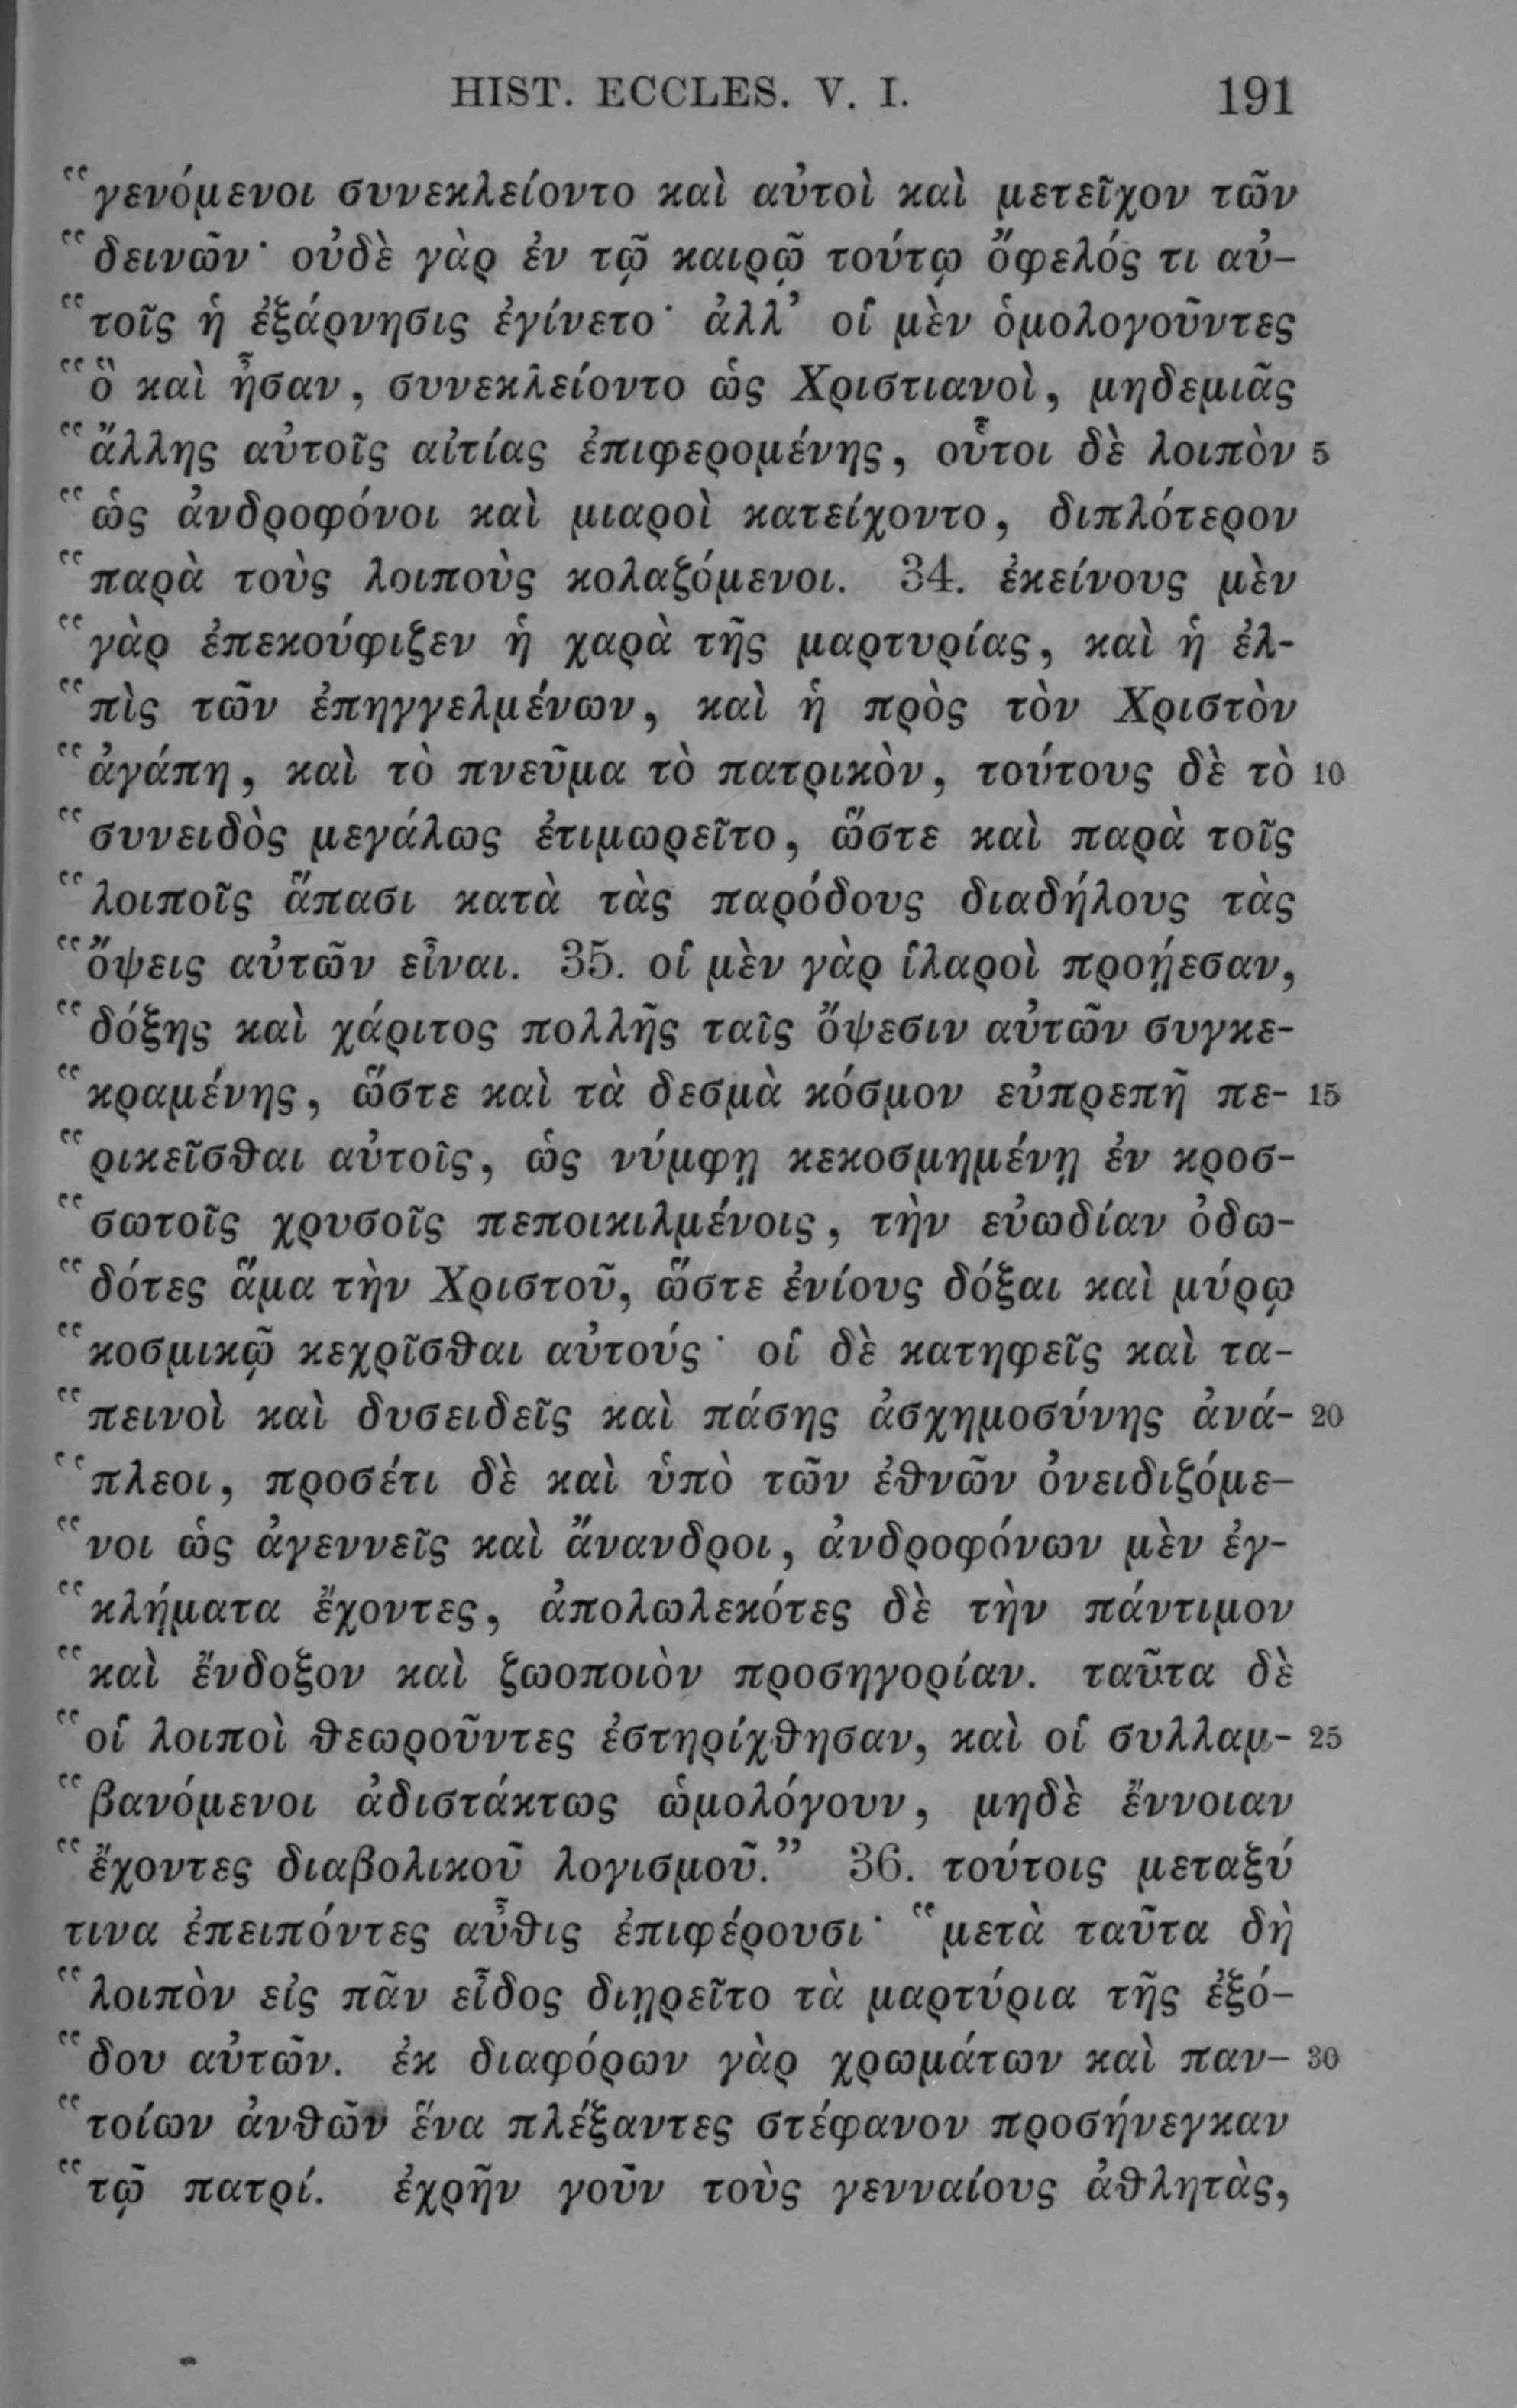 HIST. ECCLES. V. I. 191
“γενόμενοι συνεκλείοντο καὶ αὐτοὶ καὶ μετεῖχον τῶν
“δεινῶν· οὐδὲ γὰρ ἐν τῷ καιρῷ τούτῳ ὄφελός τι αὐ-
“τοῖς ἡ ἐξάρνησις ἐγίνετο· ἀλλ’ οἱ μὲν ὁμολογοῦντες
“ὃ καὶ ἦσαν, συνεκλείοντο ὡς Χριστιανοὶ, μηδεμιᾶς
“ἄλλης αὐτοῖς αἰτίας ἐπιφερομένης, οὗτοι δὲ λοιπὸν 5
“ὡς ἀνδροφόνοι καὶ μιαροὶ κατείχοντο, διπλότερον
“παρὰ τοὺς λοιποὺς κολαζόμενοι. 34. ἐκείνους μὲν
“γὰρ ἐπεκούφιζεν ἡ χαρὰ τῆς μαρτυρίας, καὶ ἡ ἐλ-
“πὶς τῶν ἐπηγγελμένων, καὶ ἡ πρὸς τὸν Χριστὸν
“ἀγάπη, καὶ τὸ πνεῦμα τὸ πατρικὸν, τούτους δὲ τὸ 10
“συνειδὸς μεγάλως ἐτιμωρεῖτο, ὥστε καὶ παρὰ τοῖς
“λοιποῖς ἅπασι κατὰ τὰς παρόδους διαδήλους τὰς
“ὄψεις αὐτῶν εἶναι. 35. οἱ μὲν γὰρ ἱλαροὶ προῄεσαν,
“δόξης καὶ χάριτος πολλῆς ταῖς ὄψεσιν αὐτῶν συγκε-
“κραμένης, ὥστε καὶ τὰ δεσμὰ κόσμον εὐπρεπῆ πε- 15
“ρικεῖσθαι αὐτοῖς, ὡς νύμφῃ κεκοσμημένῃ ἐν κροσ-
“σωτοῖς χρυσοῖς πεποικιλμένοις, τὴν εὐωδίαν ὀδω-
“δότες ἅμα τὴν Χριστοῦ, ὥστε ἐνίους δόξαι καὶ μύρῳ
“κοσμικῷ κεχρῖσθαι αὐτούς· οἱ δὲ κατηφεῖς καὶ τα-
“πεινοὶ καὶ δυσειδεῖς καὶ πάσης ἀσχημοσύνης ἀνά- 20
“πλεοι, προσέτι δὲ καὶ ὑπὸ τῶν ἐθνῶν ὀνειδιζόμε-
“νοι ὡς ἀγεννεῖς καὶ ἄνανδροι, ἀνδροφόνων μὲν ἐγ-
“κλήματα ἔχοντες, ἀπολωλεκότες δὲ τὴν πάντιμον
“καὶ ἔνδοξον καὶ ζωοποιὸν προσηγορίαν. ταῦτα δὲ
“οἱ λοιποὶ θεωροῦντες ἐστηρίχθησαν, καὶ οἱ συλλαμ- 25
“βανόμενοι ἀδιστάκτως ὡμολόγουν, μηδὲ ἔννοιαν
“ἔχοντες διαβολικοῦ λογισμοῦ.” 36. τούτοις μεταξύ
τινα ἐπειπόντες αὖθις ἐπιφέρουσι· “μετὰ ταῦτα δὴ
“λοιπὸν εἰς πᾶν εἶδος διῃρεῖτο τὰ μαρτύρια τῆς ἐξό-
“δου αὐτῶν. ἐκ διαφόρων γὰρ χρωμάτων καὶ παν- 30
“τοίων ἀνθῶν ἕνα πλέξαντες στέφανον προσήνεγκαν
“τῷ πατρί. ἐχρῆν γοῦν τοὺς γενναίους ἀθλητὰς,